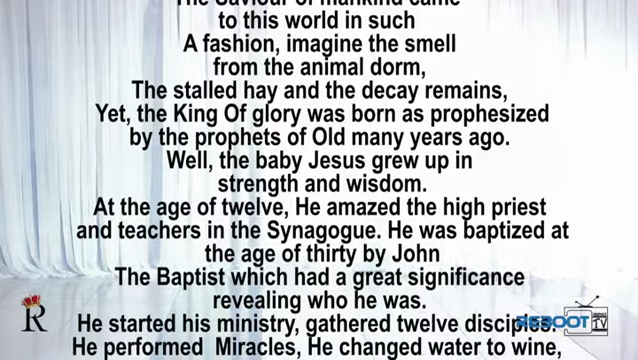 The Saviour of mankind came
to this world in such
A fashion, imagine the smell
from the animal dorm,
The stalled hay and the decay remains,
Yet, the King Of glory was born as prophesized
by the prophets of Old many years ago.
Well, the baby Jesus grew up in
strength and wisdom.
At the age of twelve, He amazed the high priest
and teachers in the Synagogue. He was baptized at
the age of thirty by John
The Baptist which had a great significance
revealing who he was.
He started his ministry, gathered twelve disciples,
He performed Miracles, He changed water to wine,
R
REBOOT
TV